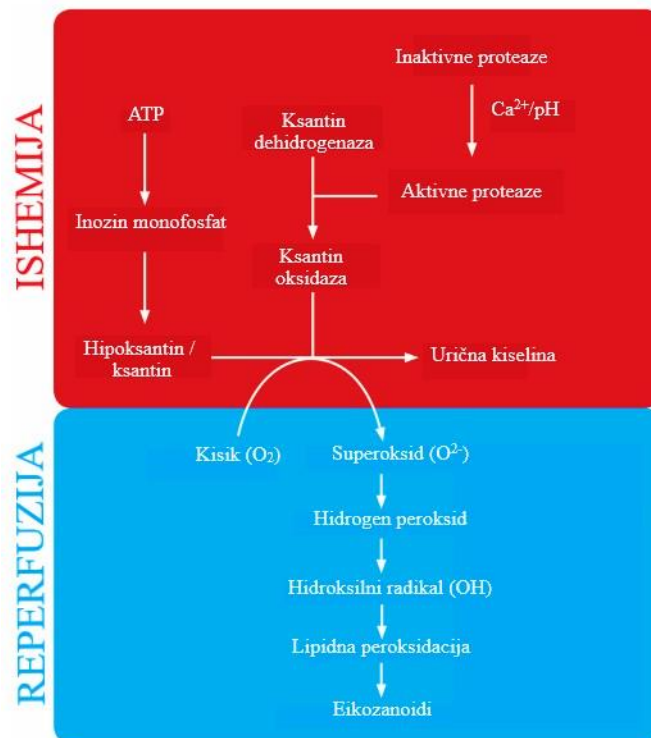 ISHEMIJA
Inaktivne proteaze
Ca²⁺/pH
ATP
Ksantin
dehidrogenaza
Aktivne proteaze
Inozin monofosfat
Ksantin
oksidaza
Hipoksantin /
ksantin
Urična kiselina
REPERFUZIJA
Kisik (O₂)
Superoksid (O²⁻)
Hidrogen peroksid
Hidroksilni radikal (OH)
Lipidna peroksidacija
Eikozanoidi